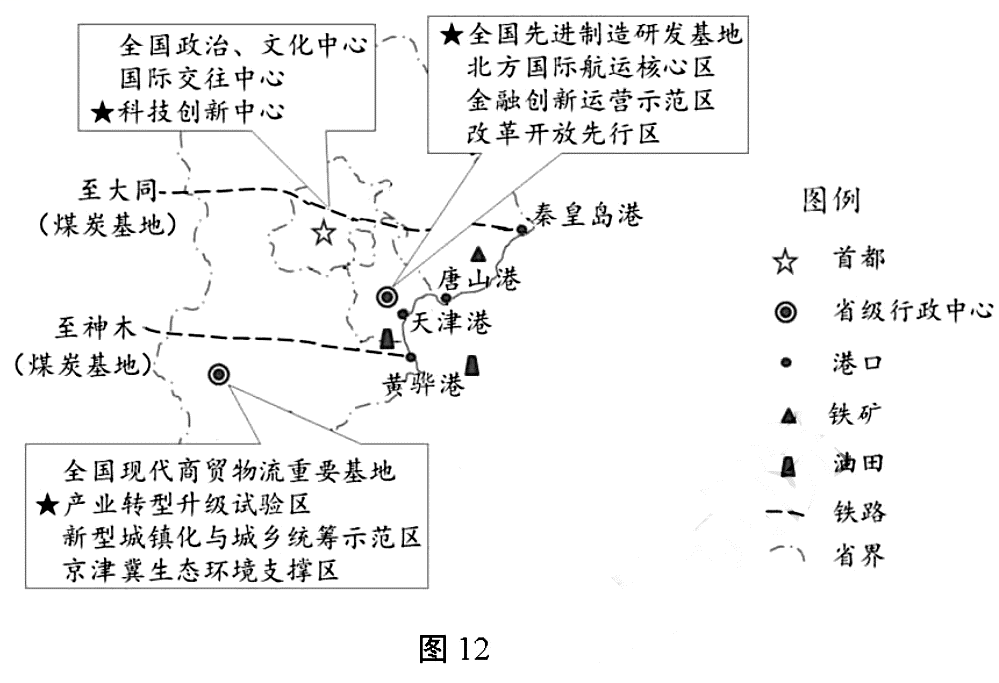 全国政治、文化中心
国际交往中心
★科技创新中心
★全国先进制造研发基地
北方国际航运核心区
金融创新运营示范区
改革开放先行区
至大同
(煤炭基地)
秦皇岛港
唐山港
天津港
至神木
(煤炭基地)
黄骅港
全国现代商贸物流重要基地
★产业转型升级试验区
新型城镇化与城乡统筹示范区
京津冀生态环境支撑区
图例
首都
省级行政中心
港口
铁矿
油田
铁路
省界
图 12